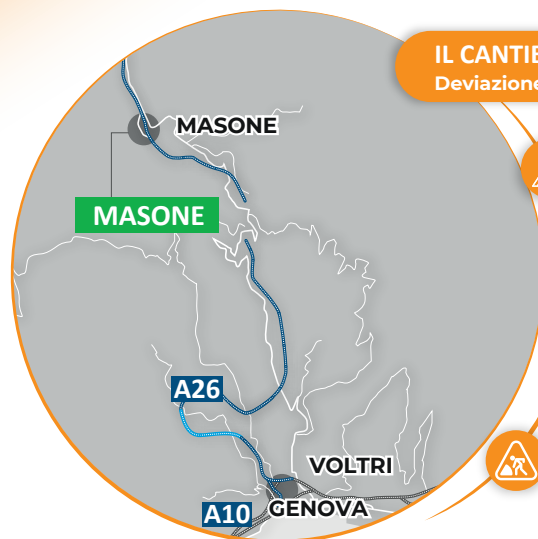 IL CANTIE
Deviazione
MASONE
MASONE
A26
VOLTRI
GENOVA
A10